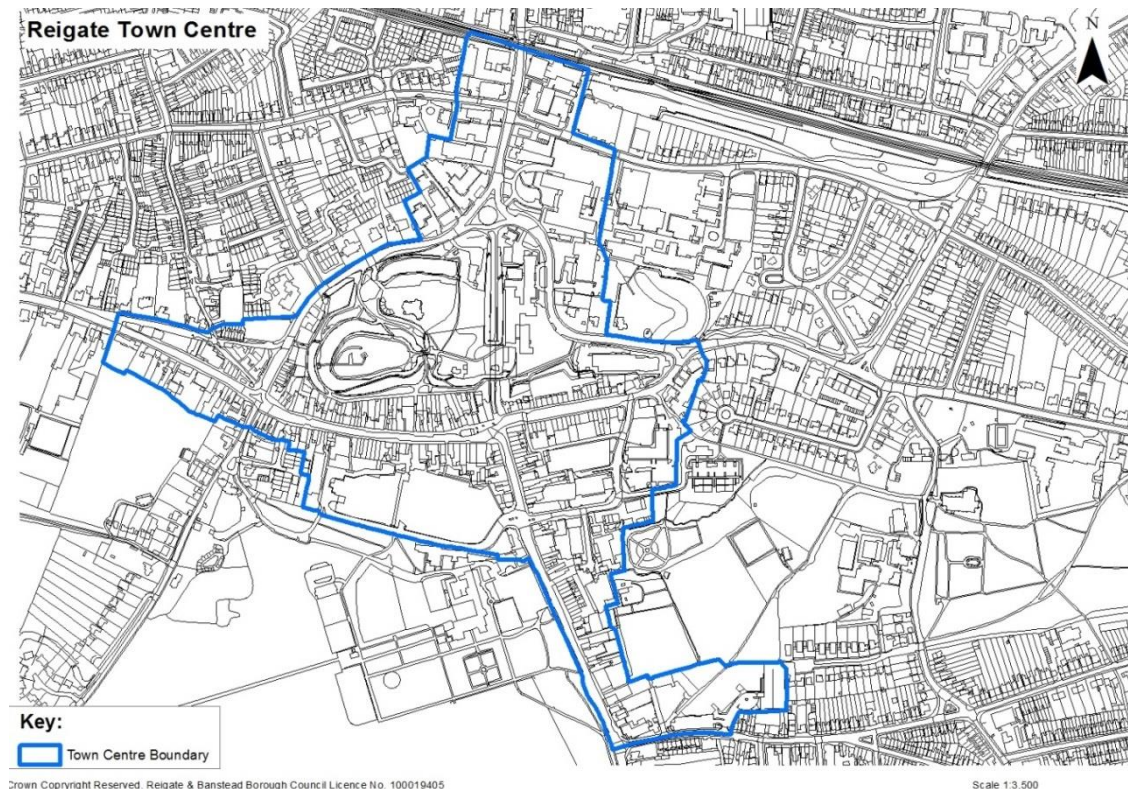 Reigate Town Centre
N
Key:
Town Centre Boundary
Crown Copyright Reserved. Reigate & Banstead Borough Council Licence No. 100019405
Scale 1:3,500